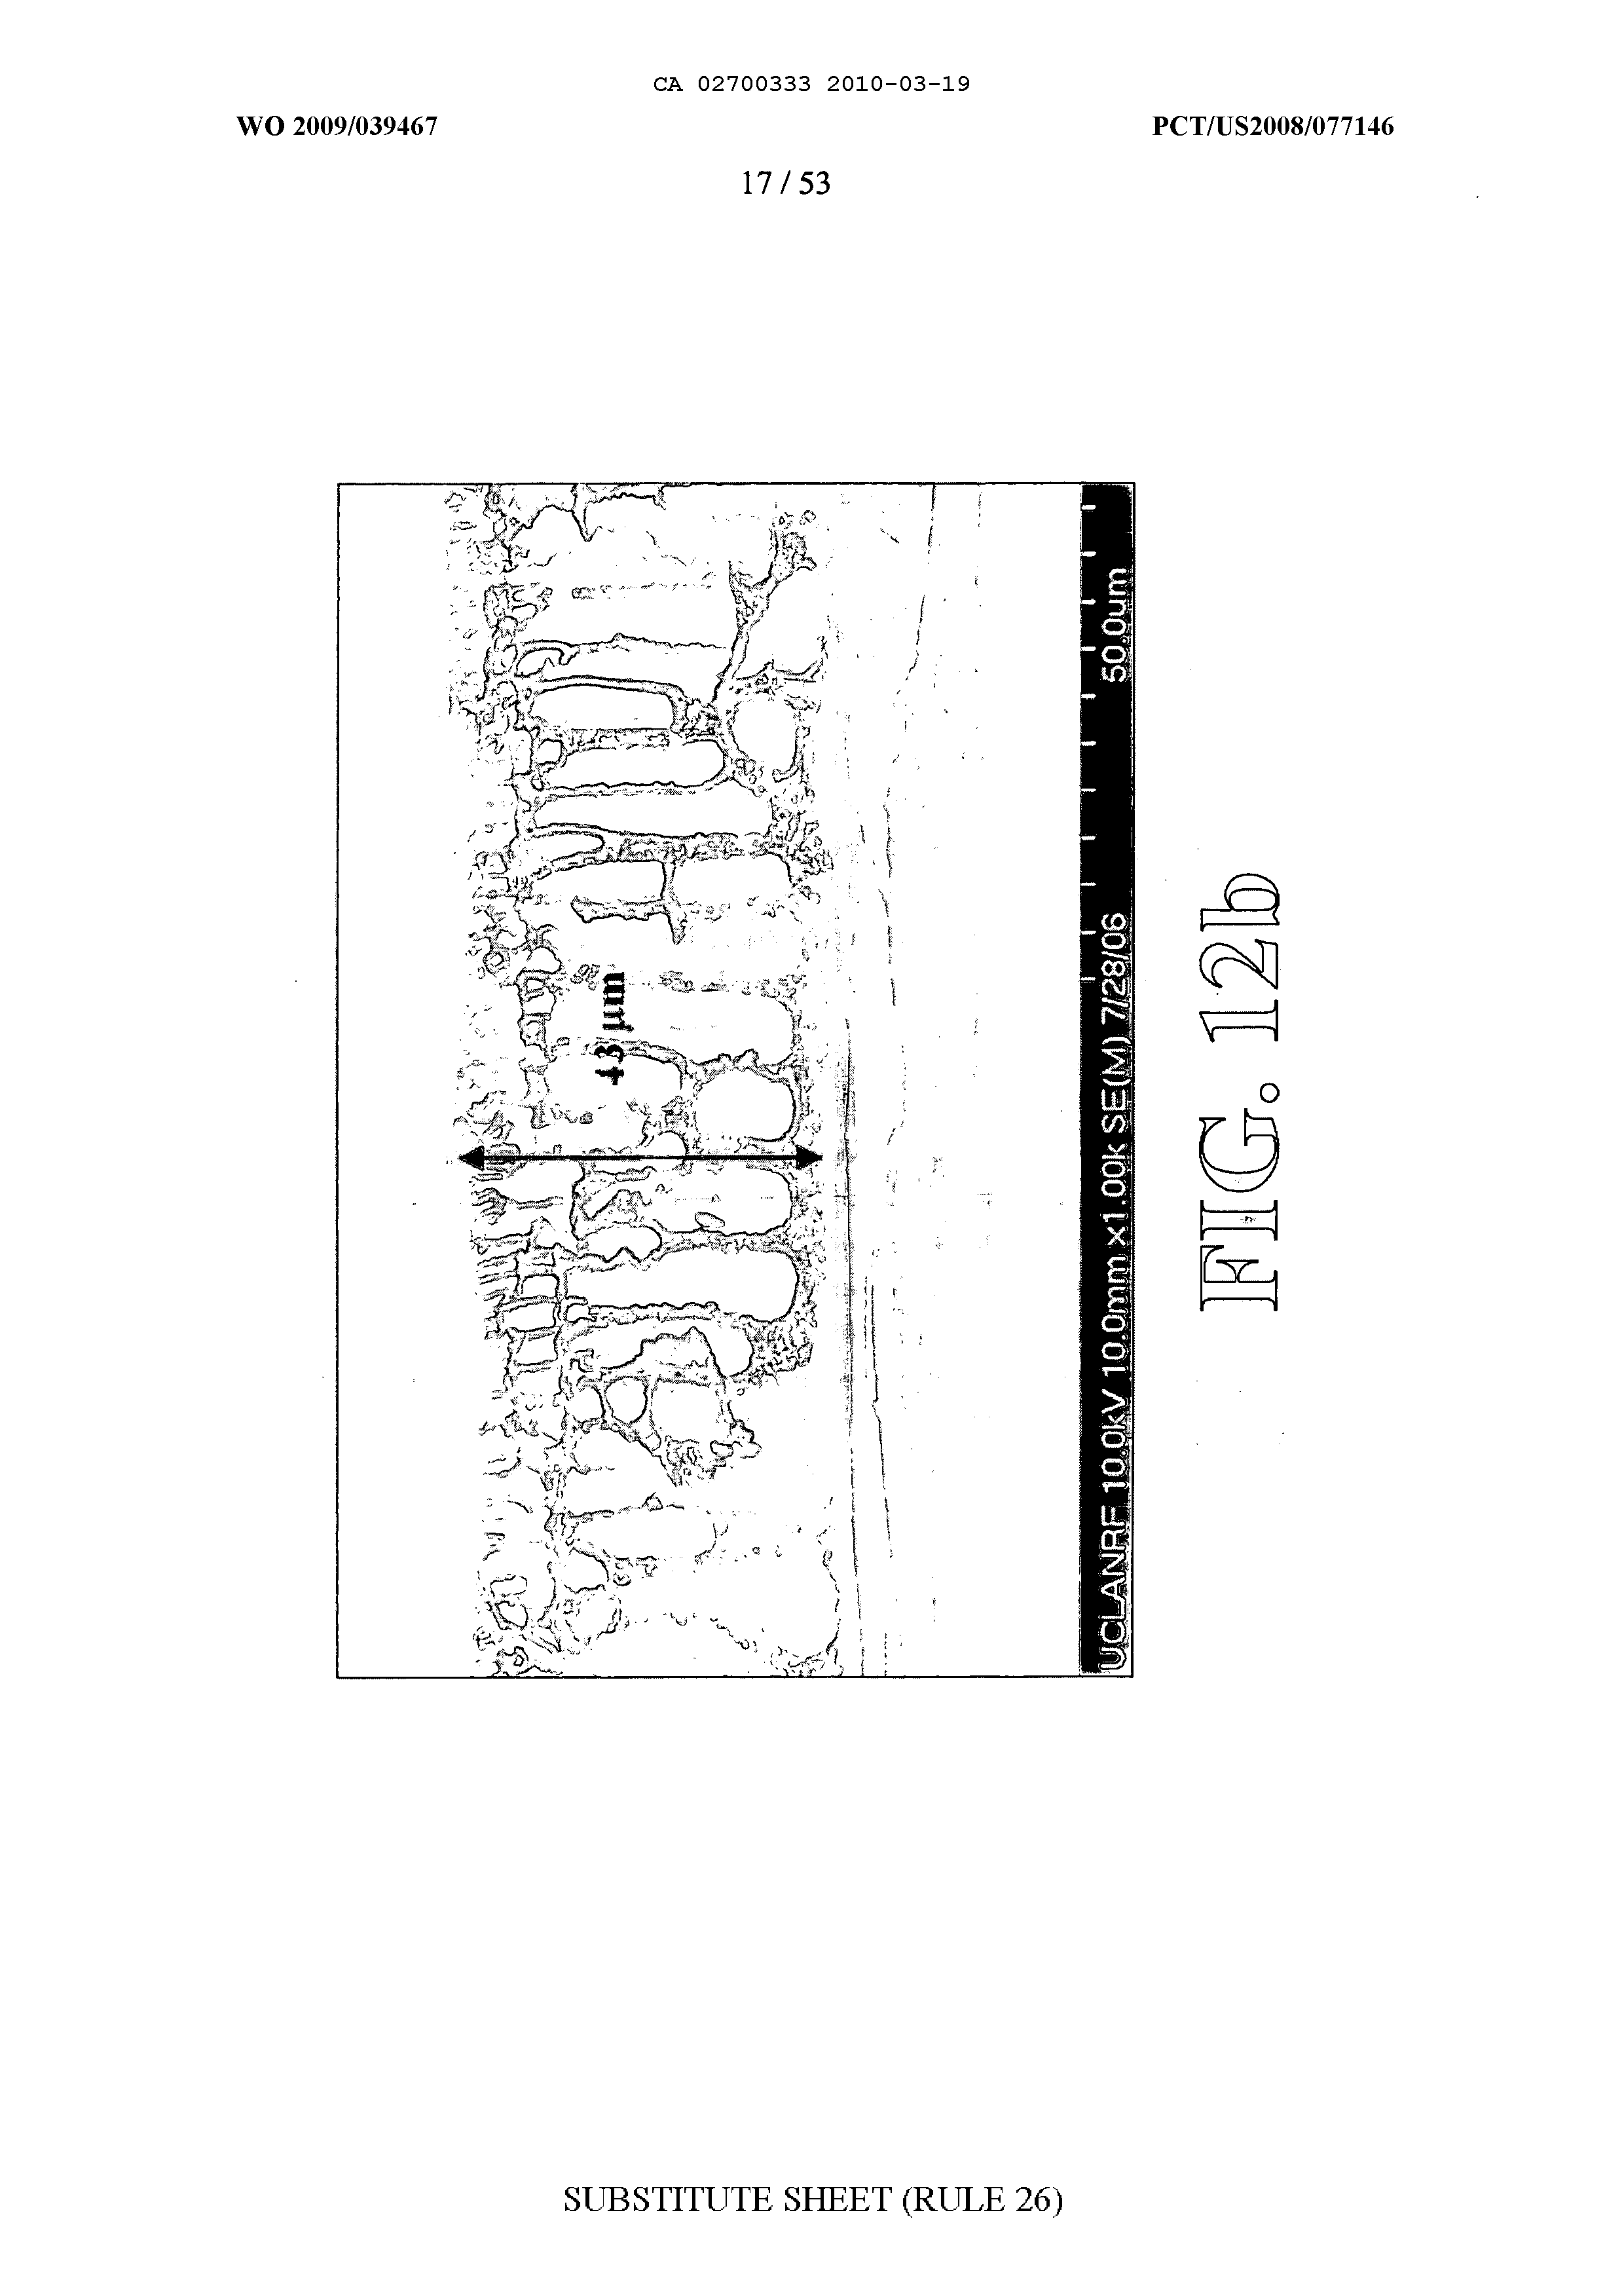 CA 02700333 2010-03-19
WO 2009/039467 PCT/US2008/077146
17 / 53
43 µm
UCLANRF 10.0kV 10.0mm x1.00k SE(M) 7/28/06 50.0um
FIG. 12b
SUBSTITUTE SHEET (RULE 26)